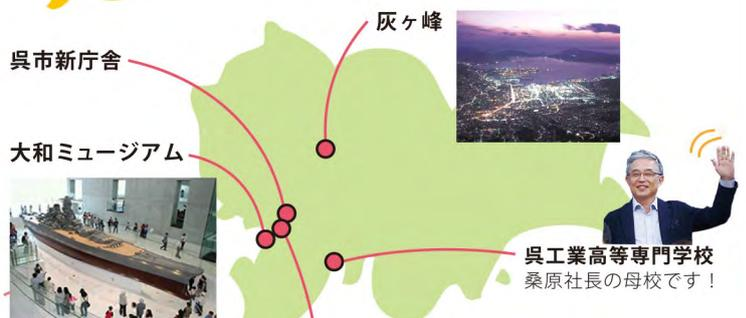 灰ヶ峰
呉市新庁舎
大和ミュージアム
呉工業高等専門学校
桑原社長の母校です！